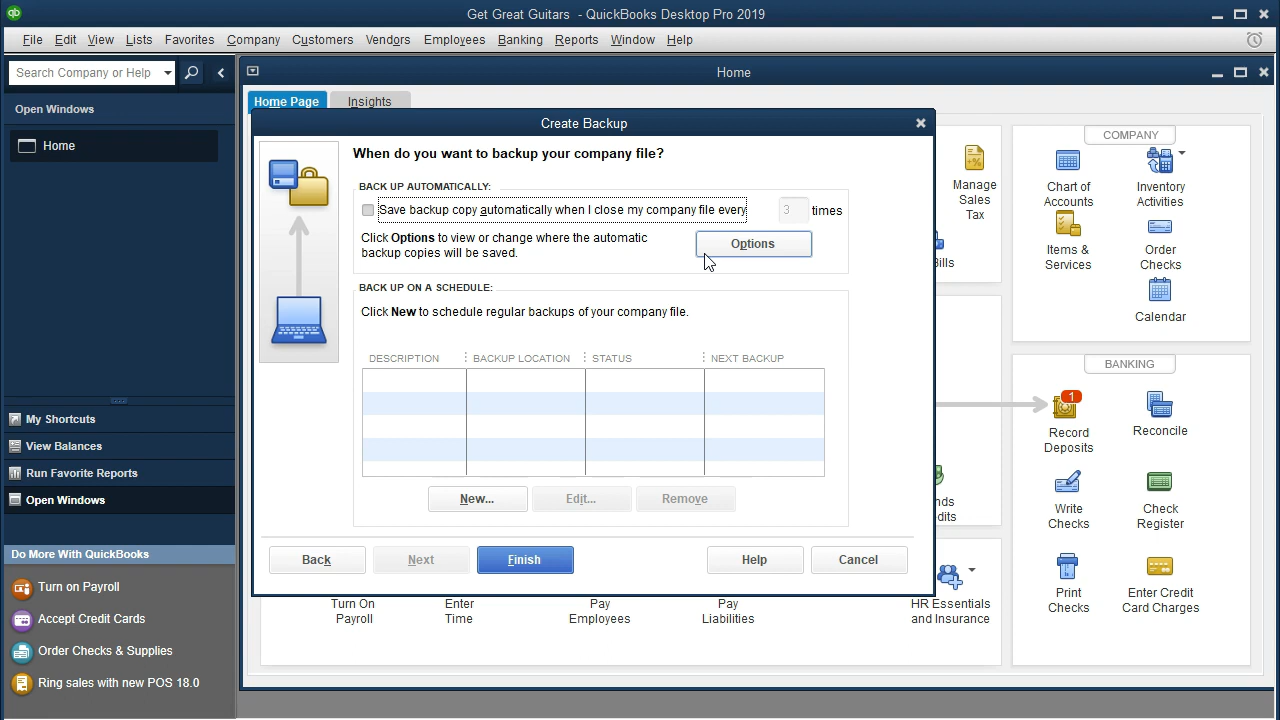 Get Great Guitars - QuickBooks Desktop Pro 2019
File Edit View Lists Favorites Company Customers Vendors Employees Banking Reports Window Help
Search Company or Help
Home
Open Windows
Home
My Shortcuts
View Balances
Run Favorite Reports
Open Windows
Do More With QuickBooks
Turn on Payroll
Accept Credit Cards
Order Checks & Supplies
Ring sales with new POS 18.0
Home Page Insights
Create Backup
When do you want to backup your company file?
BACK UP AUTOMATICALLY:
Save backup copy automatically when I close my company file every 3 times
Click Options to view or change where the automatic
backup copies will be saved.
Options
BACK UP ON A SCHEDULE:
Click New to schedule regular backups of your company file.
DESCRIPTION BACKUP LOCATION STATUS NEXT BACKUP
New... Edit... Remove
Back Next Finish Help Cancel
Manage
Sales
Tax
Turn On
Payroll
Enter
Time
Pay
Employees
Pay
Liabilities
HR Essentials
and Insurance
COMPANY
Chart of
Accounts
Inventory
Activities
Items &
Services
Order
Checks
Calendar
BANKING
1
Record
Deposits
Reconcile
Write
Checks
Check
Register
Print
Checks
Enter Credit
Card Charges